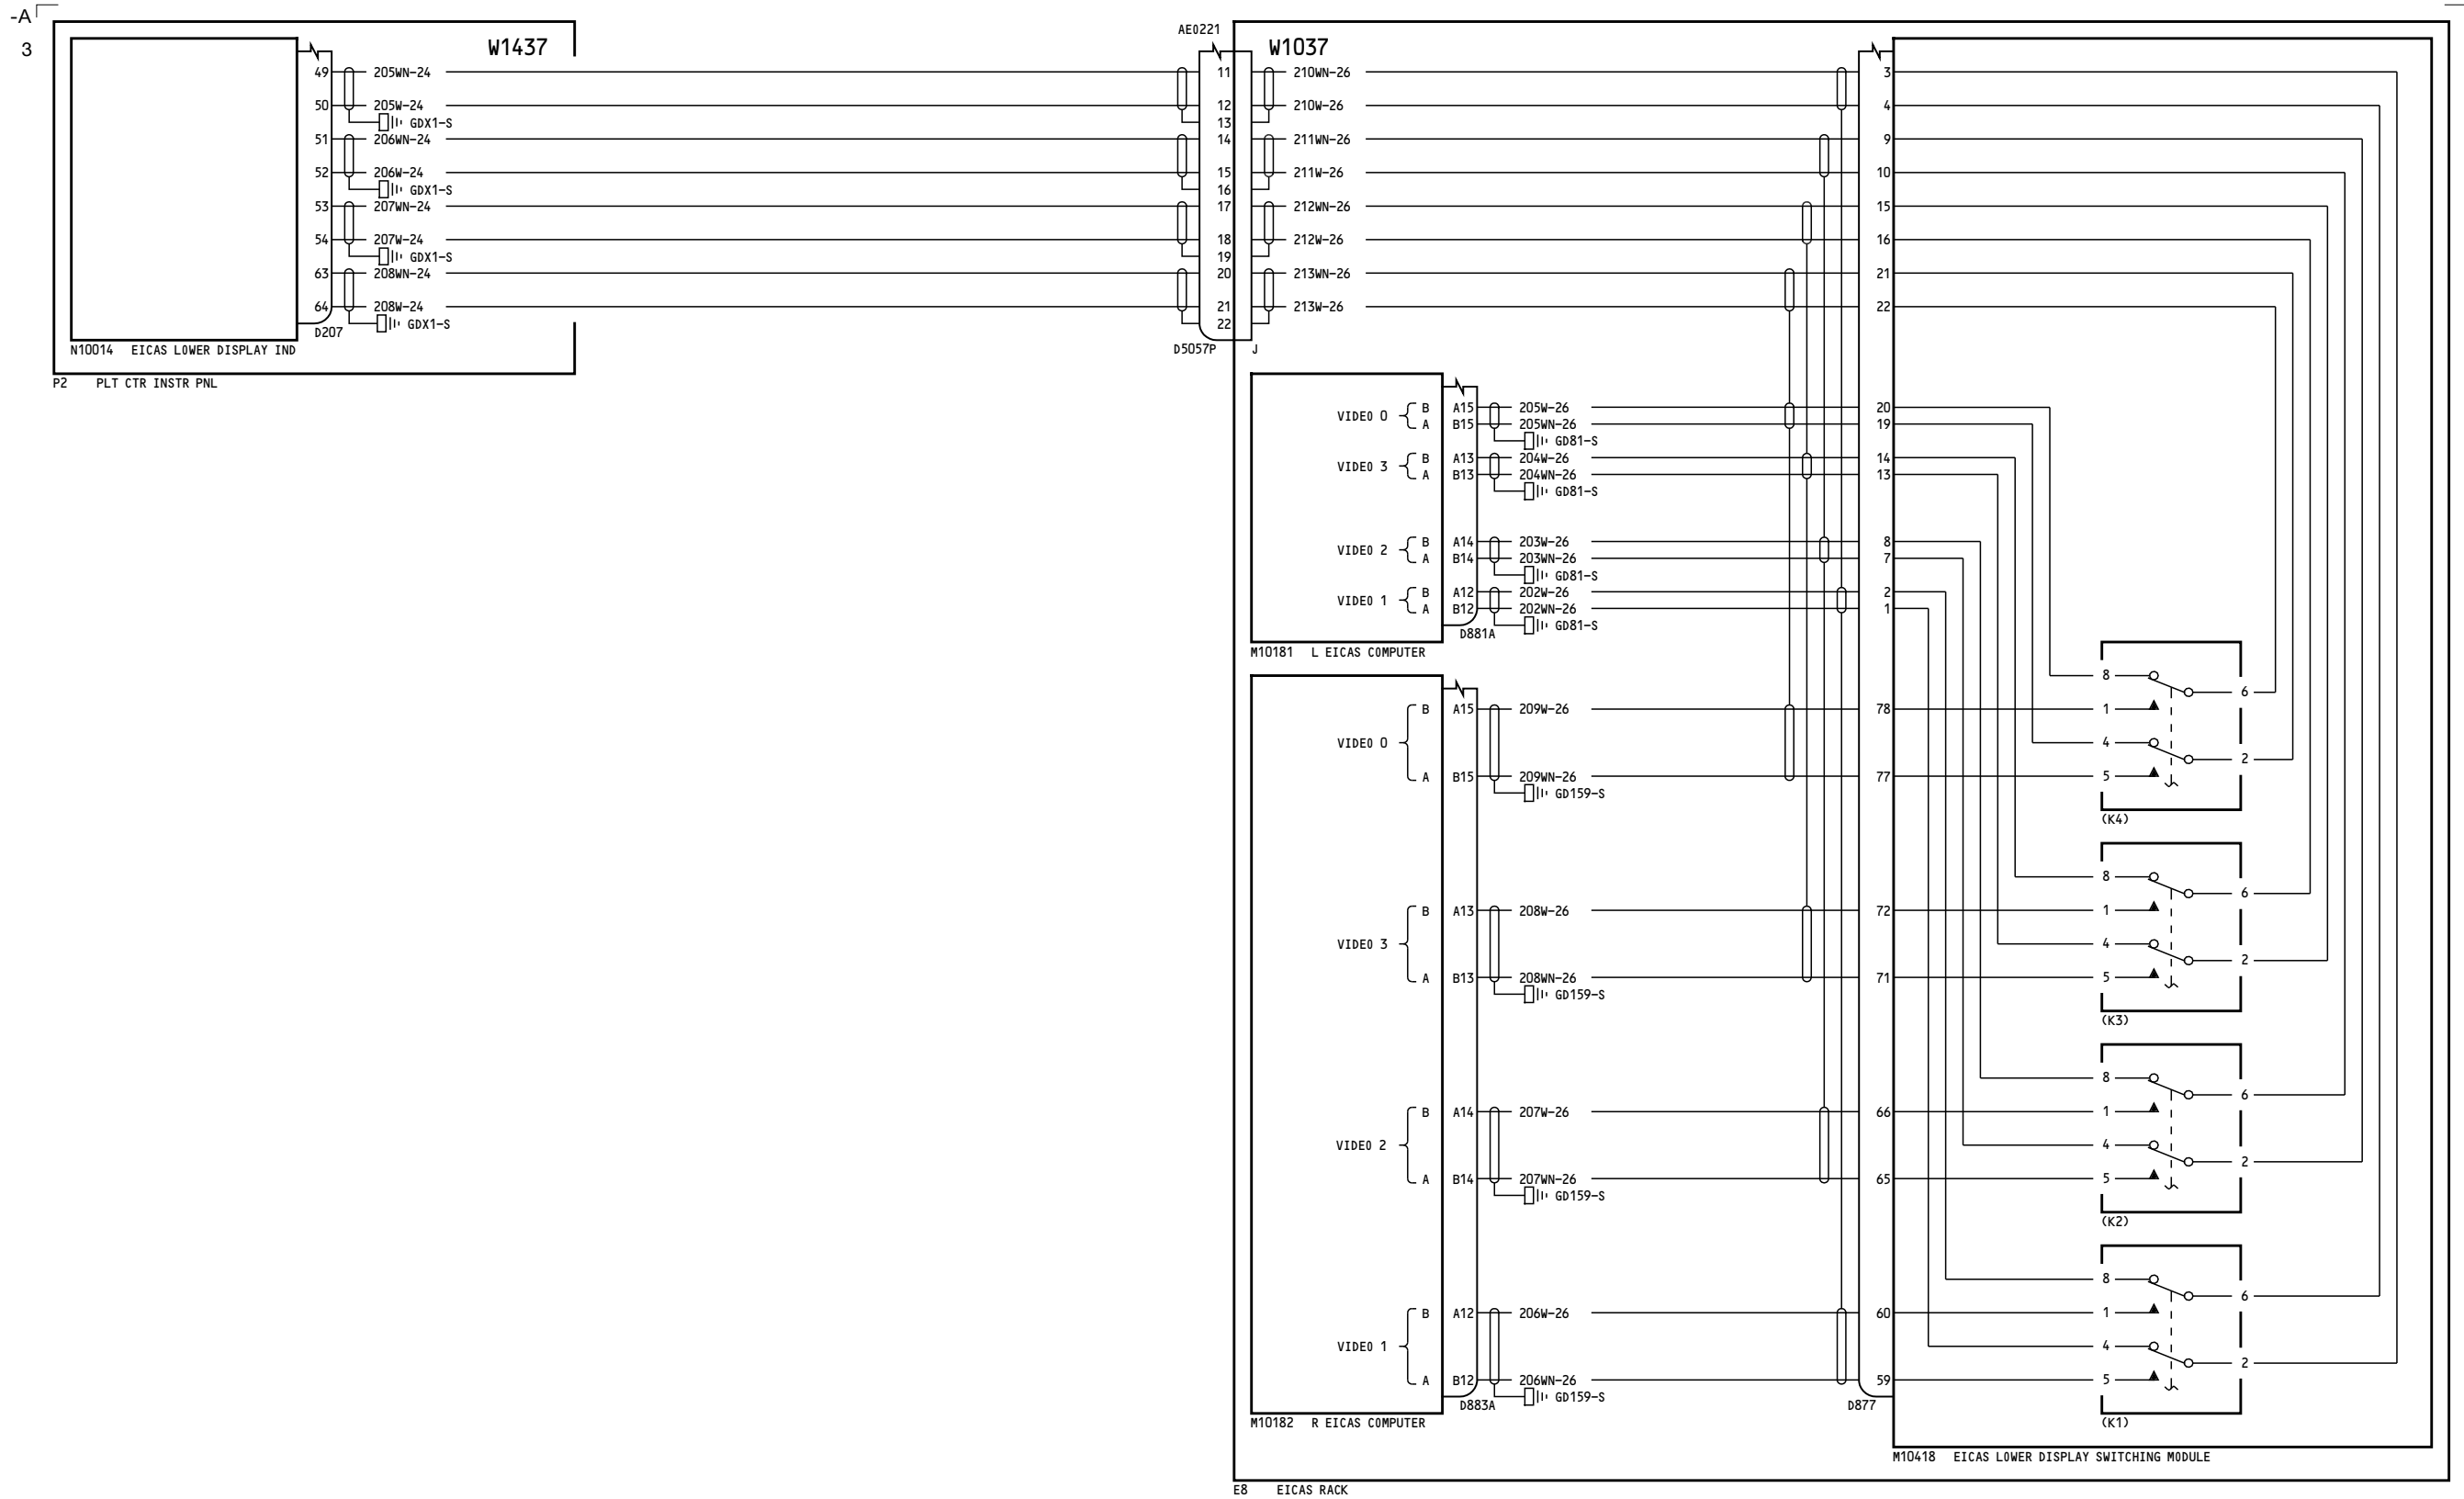 -A
3
W1437
49 205WN-24
50 205W-24
GDX1-S
51 206WN-24
52 206W-24
GDX1-S
53 207WN-24
54 207W-24
GDX1-S
63 208WN-24
64 208W-24
GDX1-S
D207
N10014 EICAS LOWER DISPLAY IND
P2 PLT CTR INSTR PNL
AE0221
W1037
11 210WN-26 3
12 210W-26 4
13
14 211WN-26 9
15 211W-26 10
16
17 212WN-26 15
18 212W-26 16
19
20 213WN-26 21
21 213W-26 22
22
D5057P J
VIDEO 0
B A15 205W-26 20
A B15 205WN-26 19
GD81-S
VIDEO 3
B A13 204W-26 14
A B13 204WN-26 13
GD81-S
VIDEO 2
B A14 203W-26 8
A B14 203WN-26 7
GD81-S
VIDEO 1
B A12 202W-26 2
A B12 202WN-26 1
GD81-S
D881A
M10181 L EICAS COMPUTER
8 6
B A15 209W-26 78 1
VIDEO 0
4 2
A B15 209WN-26 77 5
GD159-S
(K4)
8 6
B A13 208W-26 72 1
VIDEO 3
4 2
A B13 208WN-26 71 5
GD159-S
(K3)
8 6
B A14 207W-26 66 1
VIDEO 2
4 2
A B14 207WN-26 65 5
GD159-S
(K2)
8 6
B A12 206W-26 60 1
VIDEO 1
4 2
A B12 206WN-26 59 5
GD159-S
D883A D877
M10182 R EICAS COMPUTER
(K1)
M10418 EICAS LOWER DISPLAY SWITCHING MODULE
E8 EICAS RACK